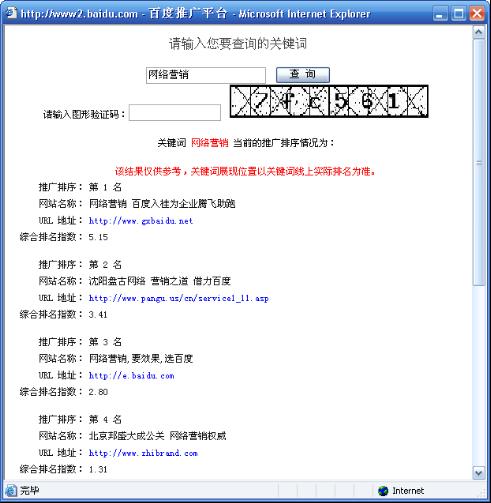 http://www2.baidu.com - 百度推广平台 - Microsoft Internet Explorer
请输入您要查询的关键词
网络营销 查 询
请输入图形验证码： 7fc561
关键词 网络营销 当前的推广排序情况为：
该结果仅供参考，关键词展现位置以关键词线上实际排名为准。
推广排序： 第 1 名
网站名称： 网络营销 百度入桂为企业腾飞助跑
URL 地址： http://www.gxbaidu.net
综合排名指数： 5.15
推广排序： 第 2 名
网站名称： 沈阳盘古网络 营销之道 借力百度
URL 地址： http://www.pangu.us/cn/service1_11.asp
综合排名指数： 3.41
推广排序： 第 3 名
网站名称： 网络营销,要效果,选百度
URL 地址： http://e.baidu.com
综合排名指数： 2.80
推广排序： 第 4 名
网站名称： 北京邦盛大成公关 网络营销权威
URL 地址： http://www.zhibrand.com
综合排名指数： 1.31
完毕 Internet